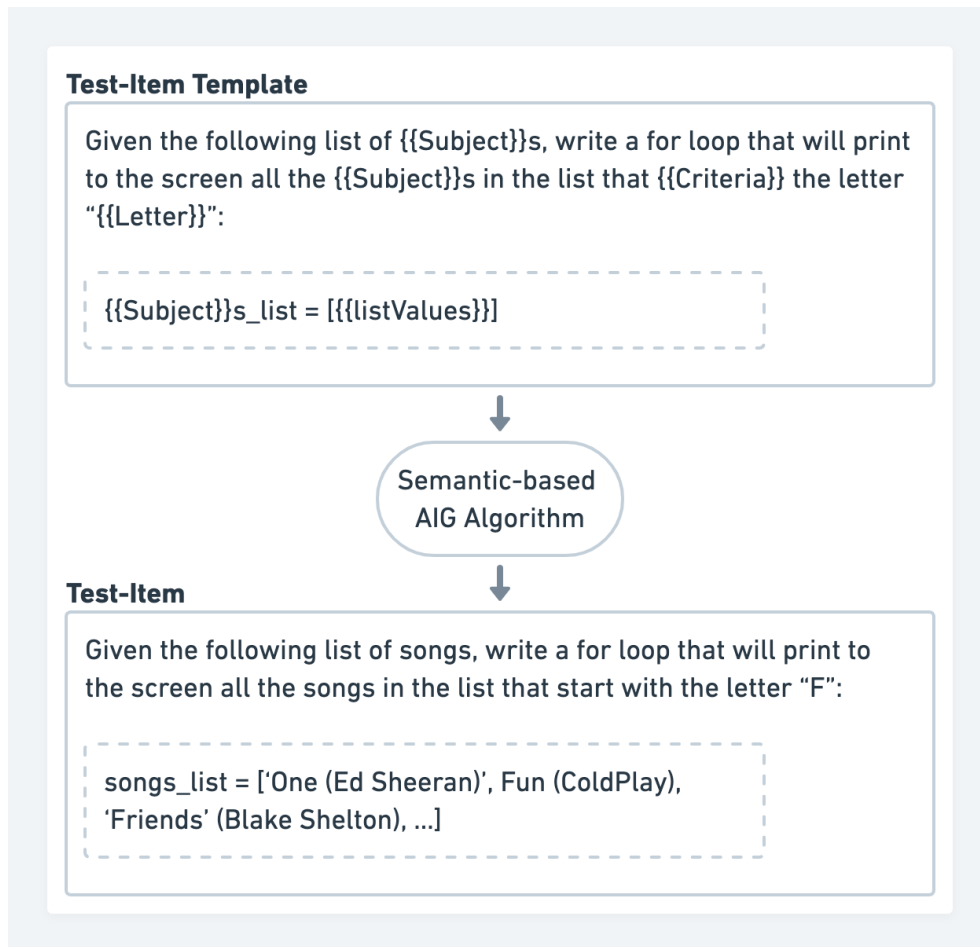 Test-Item Template
Given the following list of {{Subject}}s, write a for loop that will print
to the screen all the {{Subject}}s in the list that {{Criteria}} the letter
“{{Letter}}”:
{{Subject}}s_list = [{{listValues}}]
Semantic-based
AIG Algorithm
Test-Item
Given the following list of songs, write a for loop that will print to
the screen all the songs in the list that start with the letter “F”:
songs_list = [‘One (Ed Sheeran)’, Fun (ColdPlay),
‘Friends’ (Blake Shelton), ...]